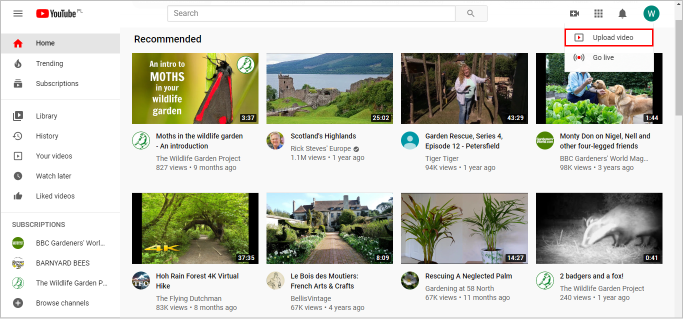 YouTube PL
Search
W
Upload video
Go live
Home
Trending
Subscriptions
Library
History
Your videos
Watch later
Liked videos
SUBSCRIPTIONS
BBC Gardeners' Worl...
BARNYARD BEES
The Wildlife Garden P...
Browse channels
Recommended
An intro to
MOTHS
in your
wildlife
garden
3:37
Moths in the wildlife garden
- An introduction
The Wildlife Garden Project
827 views • 9 months ago
25:02
Scotland's Highlands
Rick Steves' Europe
1.1M views • 1 year ago
43:29
Garden Rescue, Series 4,
Episode 12 - Petersfield
Tiger Tiger
94K views • 1 year ago
1:44
Monty Don on Nigel, Nell and
other four-legged friends
BBC Gardeners' World Mag...
98K views • 3 years ago
4K
37:35
Hoh Rain Forest 4K Virtual
Hike
The Flying Dutchman
83K views • 8 months ago
8:09
Le Bois des Moutiers:
French Arts & Crafts
BellisVintage
67K views • 4 years ago
14:27
Rescuing A Neglected Palm
Gardening at 58 North
67K views • 11 months ago
0:41
2 badgers and a fox!
The Wildlife Garden Project
240 views • 1 year ago